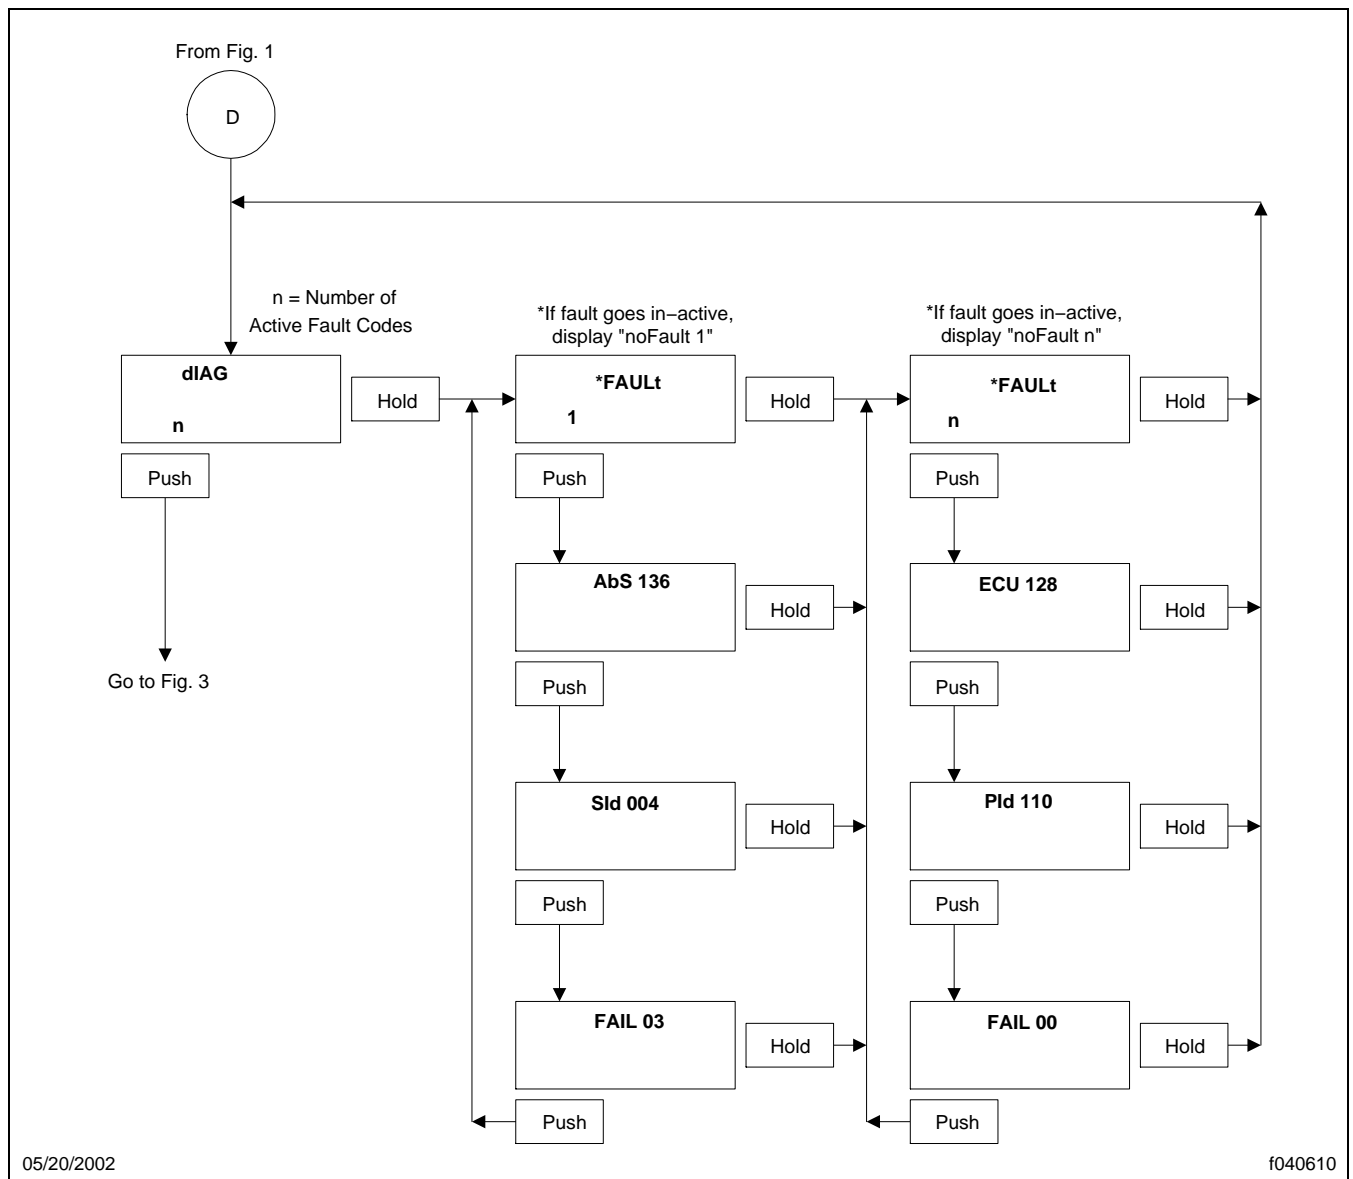 From Fig. 1
D
n = Number of
Active Fault Codes
*If fault goes in−active,
display "noFault 1"
*If fault goes in−active,
display "noFault n"
dIAG
n
Hold
*FAULt
1
Hold
*FAULt
n
Hold
Push
Push
Push
AbS 136
Hold
ECU 128
Hold
Go to Fig. 3
Push
Push
SId 004
Hold
PId 110
Hold
Push
Push
FAIL 03
Hold
FAIL 00
Hold
Push
Push
05/20/2002
f040610